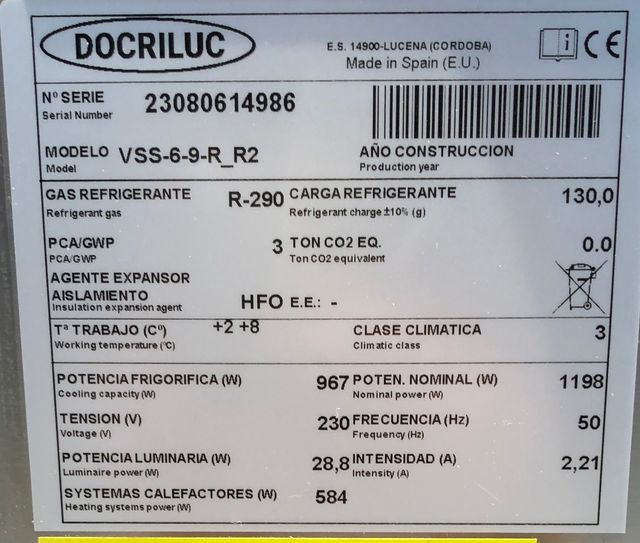 DOCRILUC
E.S. 14900-LUCENA (CORDOBA)
Made in Spain (E.U.)
i CE
Nº SERIE
Serial Number
23080614986
MODELO VSS-6-9-R_R2
Model
AÑO CONSTRUCCION
Production year
GAS REFRIGERANTE R-290
Refrigerant gas
CARGA REFRIGERANTE 130,0
Refrigerant charge ±10% (g)
PCA/GWP 3
PCA/GWP
TON CO2 EQ. 0.0
Ton CO2 equivalent
AGENTE EXPANSOR
AISLAMIENTO
Insulation expansion agent
HFO E.E.: -
Tª TRABAJO (Cº) +2 +8
Working temperature (ºC)
CLASE CLIMATICA 3
Climatic class
POTENCIA FRIGORIFICA (W) 967
Cooling capacity (W)
POTEN. NOMINAL (W) 1198
Nominal power (W)
TENSION (V) 230
Voltage (V)
FRECUENCIA (Hz) 50
Frequency (Hz)
POTENCIA LUMINARIA (W) 28,8
Luminaire power (W)
INTENSIDAD (A) 2,21
Intensity (A)
SYSTEMAS CALEFACTORES (W) 584
Heating systems power (W)